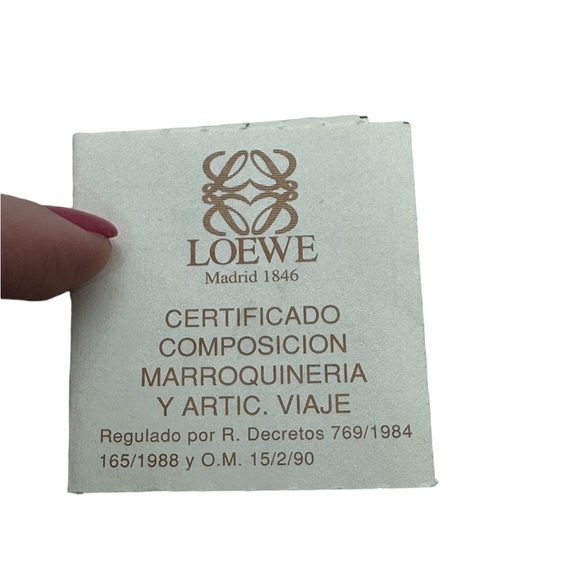 LOEWE
Madrid 1846
CERTIFICADO
COMPOSICION
MARROQUINERIA
Y ARTIC. VIAJE
Regulado por R. Decretos 769/1984
165/1988 y O.M. 15/2/90